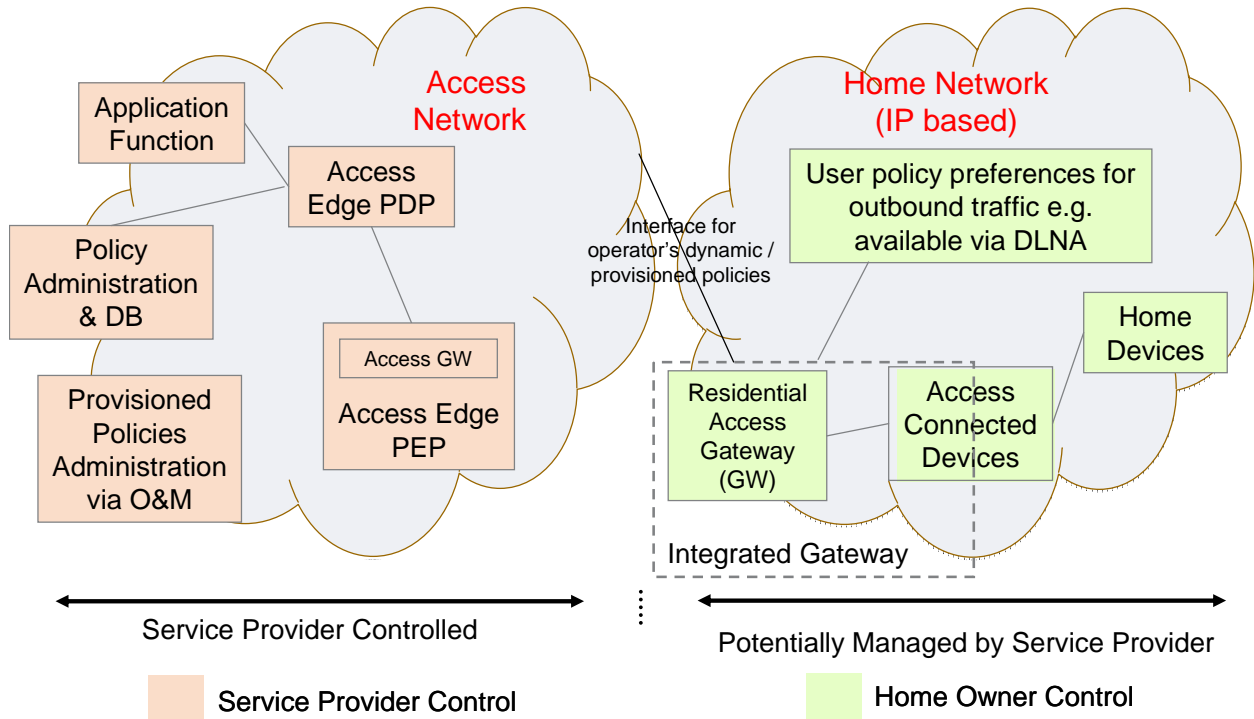 Access
Network
Application
Function
Access
Edge PDP
Policy
Administration
& DB
Access GW
Access Edge
PEP
Provisioned
Policies
Administration
via O&M
Interface for
operator's dynamic /
provisioned policies
Home Network
(IP based)
User policy preferences for
outbound traffic e.g.
available via DLNA
Home
Devices
Residential
Access
Gateway
(GW)
Access
Connected
Devices
Integrated Gateway
Service Provider Controlled
Potentially Managed by Service Provider
Service Provider Control
Home Owner Control